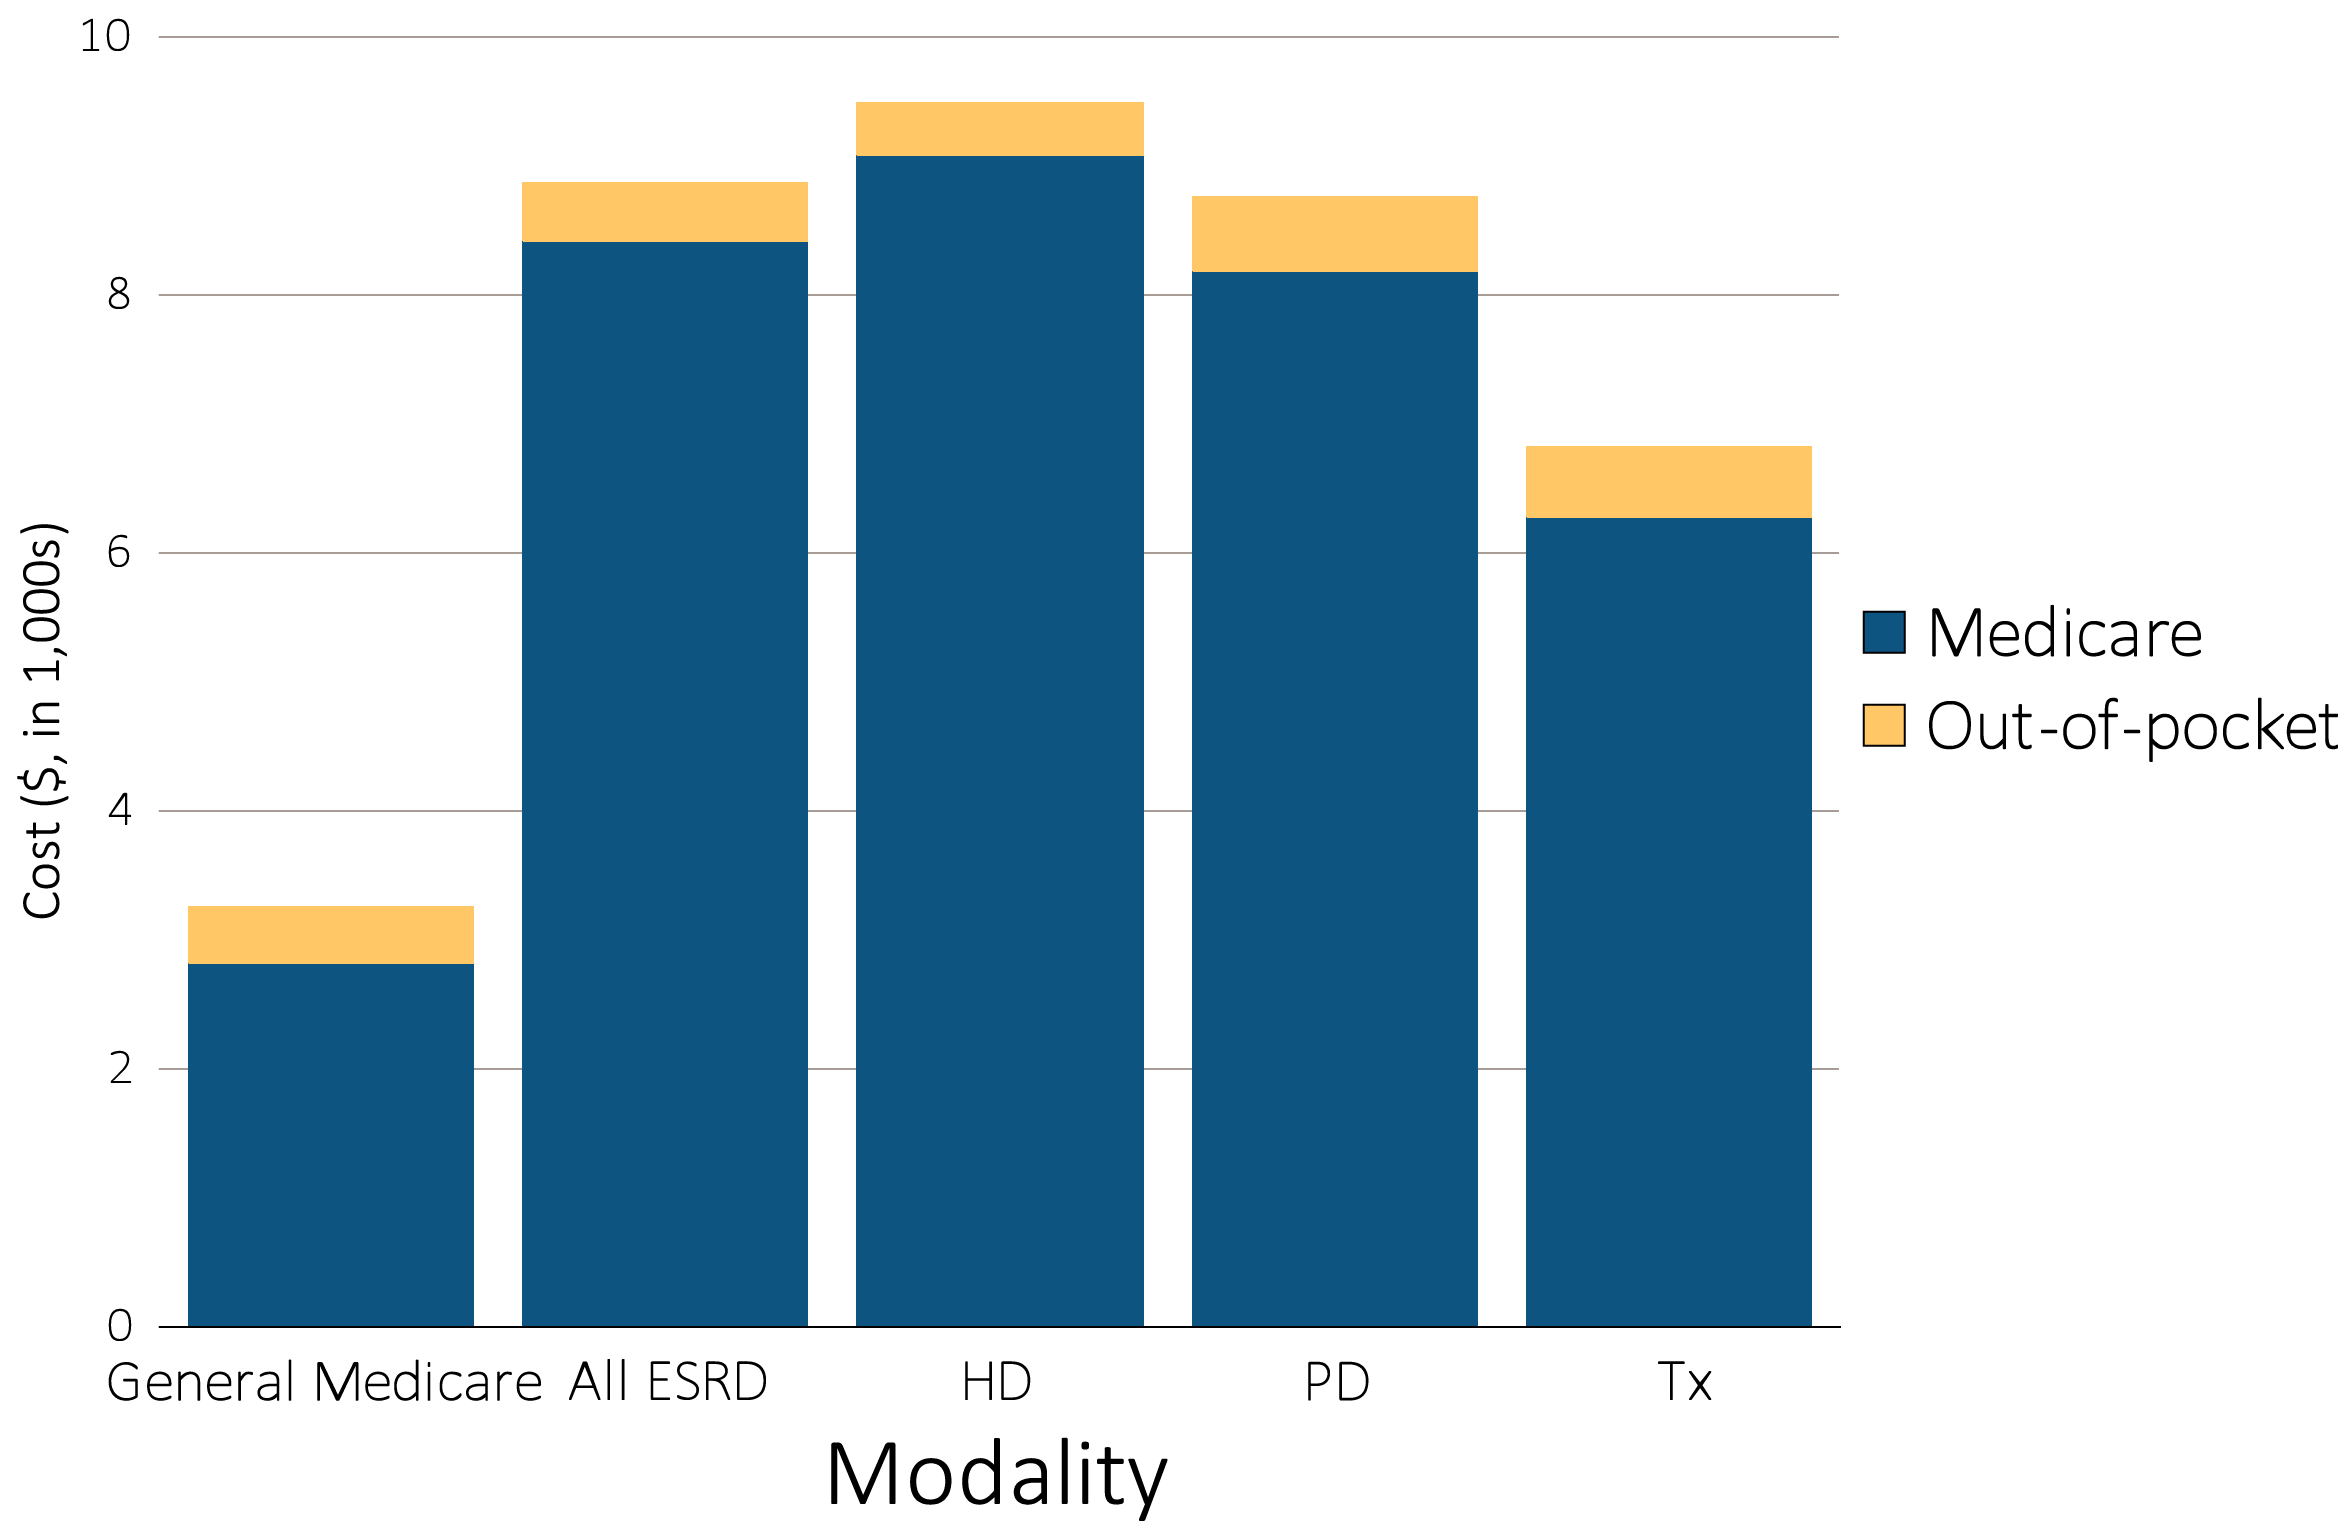 10
8
6
4
2
0
Cost ($, in 1,000s)
General Medicare
All ESRD
HD
PD
Tx
Modality
Medicare
Out-of-pocket